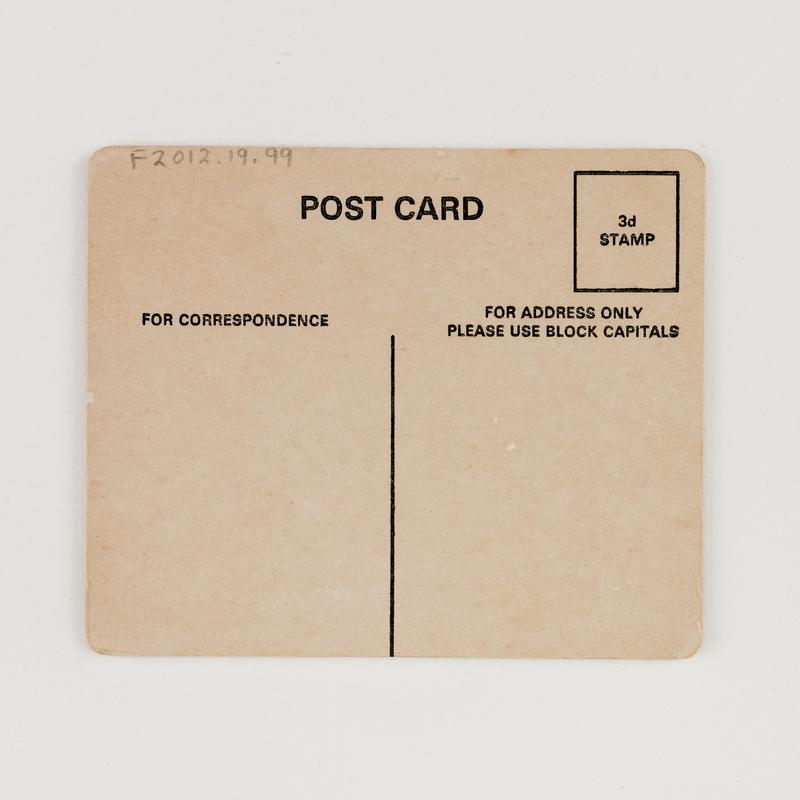 F2012.19.99
POST CARD
3d
STAMP
FOR CORRESPONDENCE
FOR ADDRESS ONLY
PLEASE USE BLOCK CAPITALS